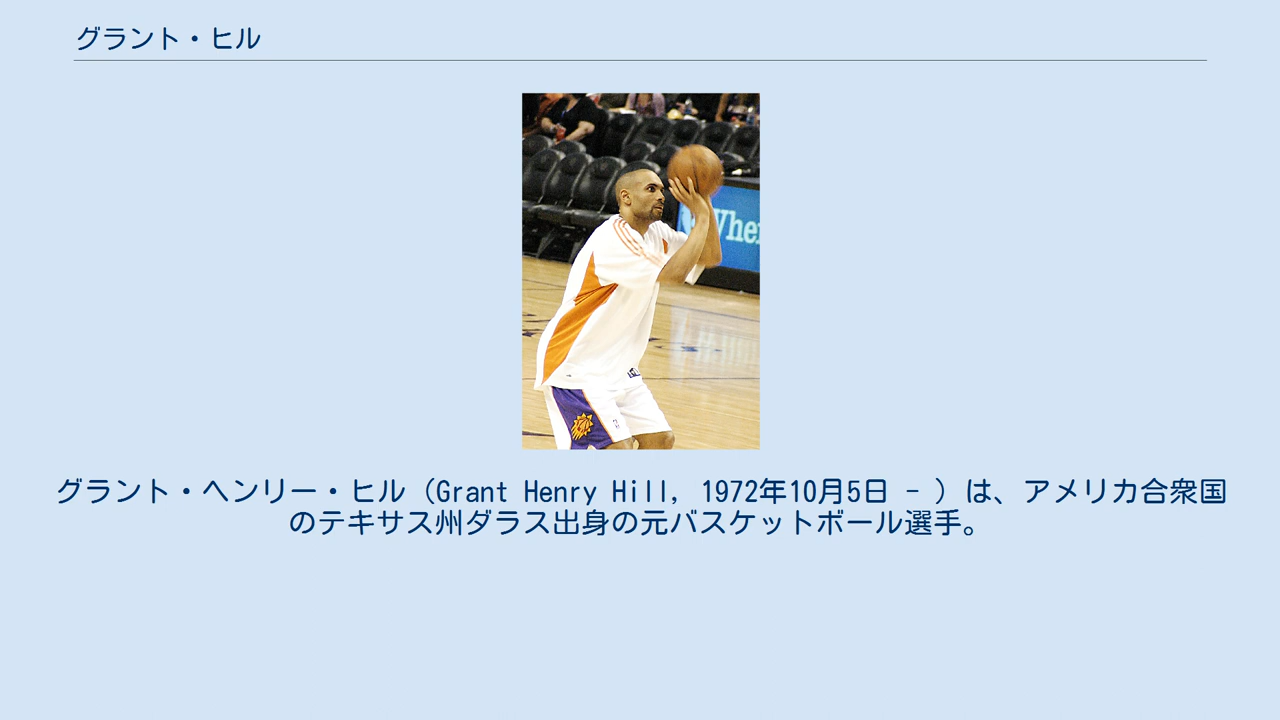 グラント・ヒル
Whe
グラント・ヘンリー・ヒル（Grant Henry Hill, 1972年10月5日 - ）は、アメリカ合衆国
のテキサス州ダラス出身の元バスケットボール選手。